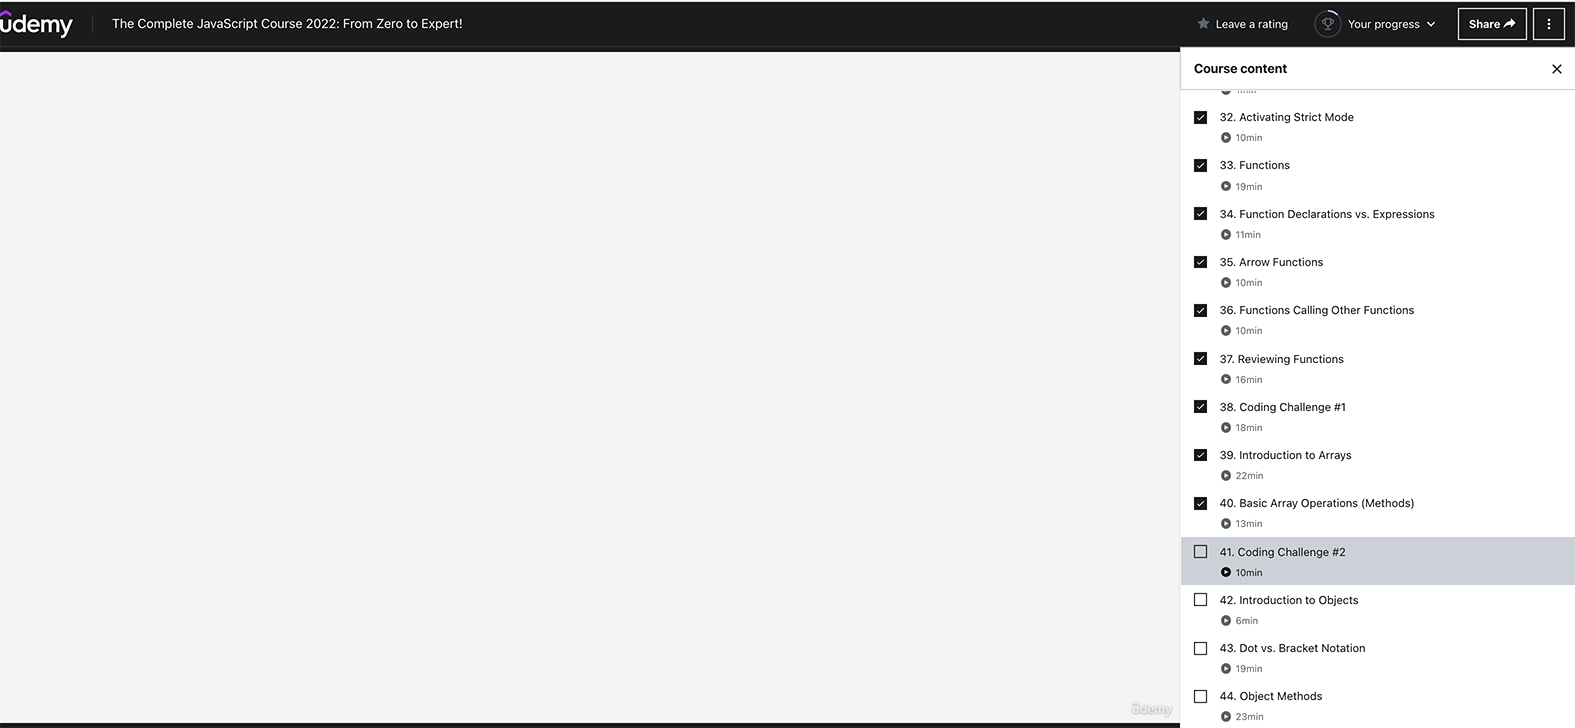 ûdemy
The Complete JavaScript Course 2022: From Zero to Expert!
Leave a rating
Your progress
Share
Course content
32. Activating Strict Mode
10min
33. Functions
19min
34. Function Declarations vs. Expressions
11min
35. Arrow Functions
10min
36. Functions Calling Other Functions
10min
37. Reviewing Functions
16min
38. Coding Challenge #1
18min
39. Introduction to Arrays
22min
40. Basic Array Operations (Methods)
13min
41. Coding Challenge #2
10min
42. Introduction to Objects
6min
43. Dot vs. Bracket Notation
19min
44. Object Methods
23min
ûdemy